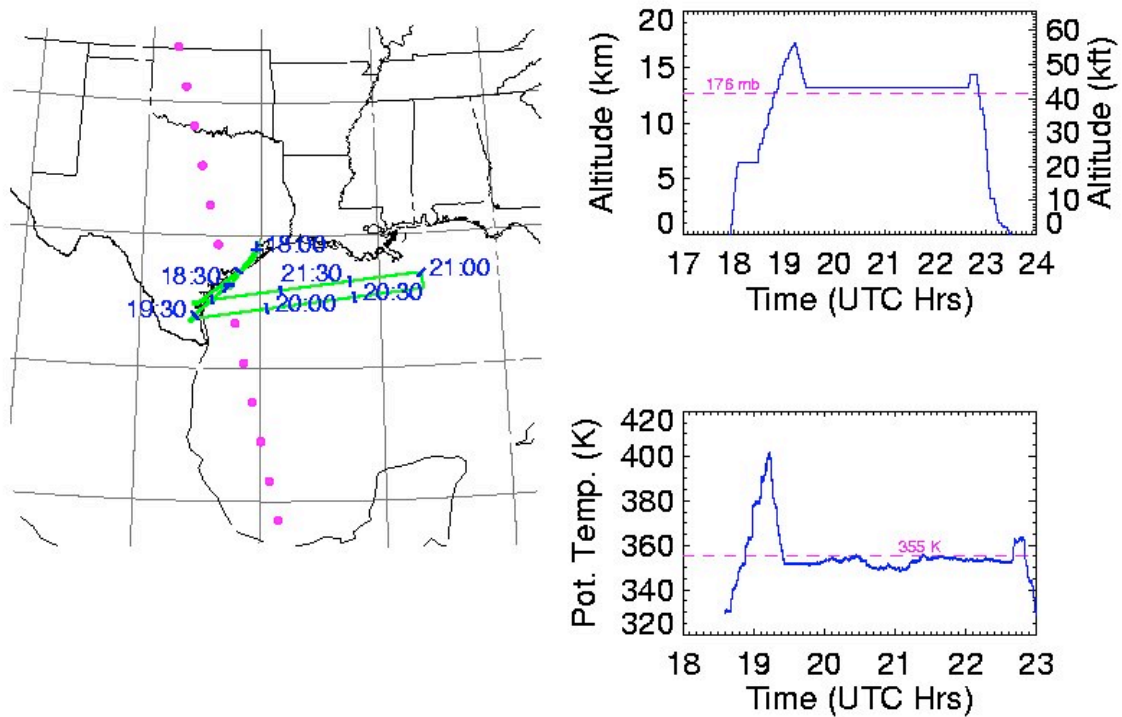 18:00
18:30
21:30
21:00
19:30
20:00
20:30
20
15
10
5
0
Altitude (km)
176 mb
60
50
40
30
20
10
0
Altitude (kft)
17 18 19 20 21 22 23 24
Time (UTC Hrs)
420
400
380
360
340
320
Pot. Temp. (K)
355 K
18 19 20 21 22 23
Time (UTC Hrs)